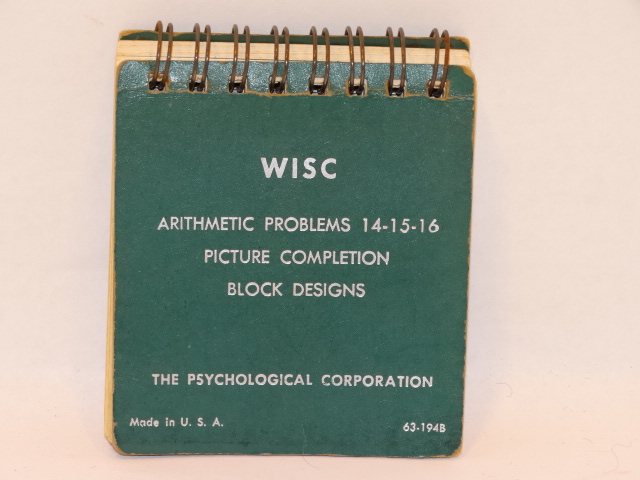 WISC
ARITHMETIC PROBLEMS 14-15-16
PICTURE COMPLETION
BLOCK DESIGNS
THE PSYCHOLOGICAL CORPORATION
Made in U. S. A. 63-194B